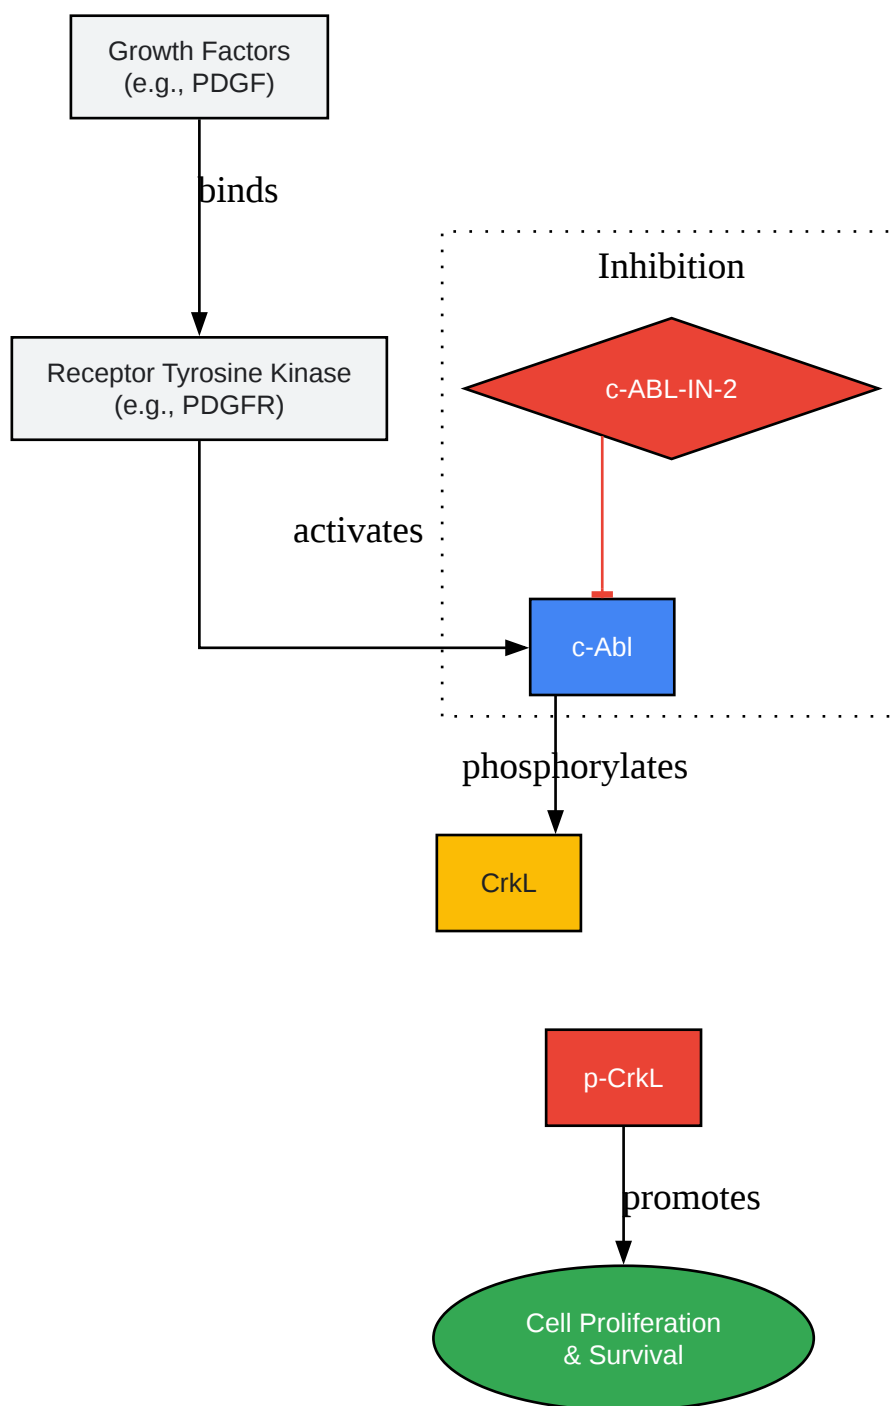 Growth Factors
(e.g., PDGF)
binds
Inhibition
Receptor Tyrosine Kinase
(e.g., PDGFR)
c-ABL-IN-2
activates
c-Abl
phosphorylates
CrkL
p-CrkL
promotes
Cell Proliferation
& Survival